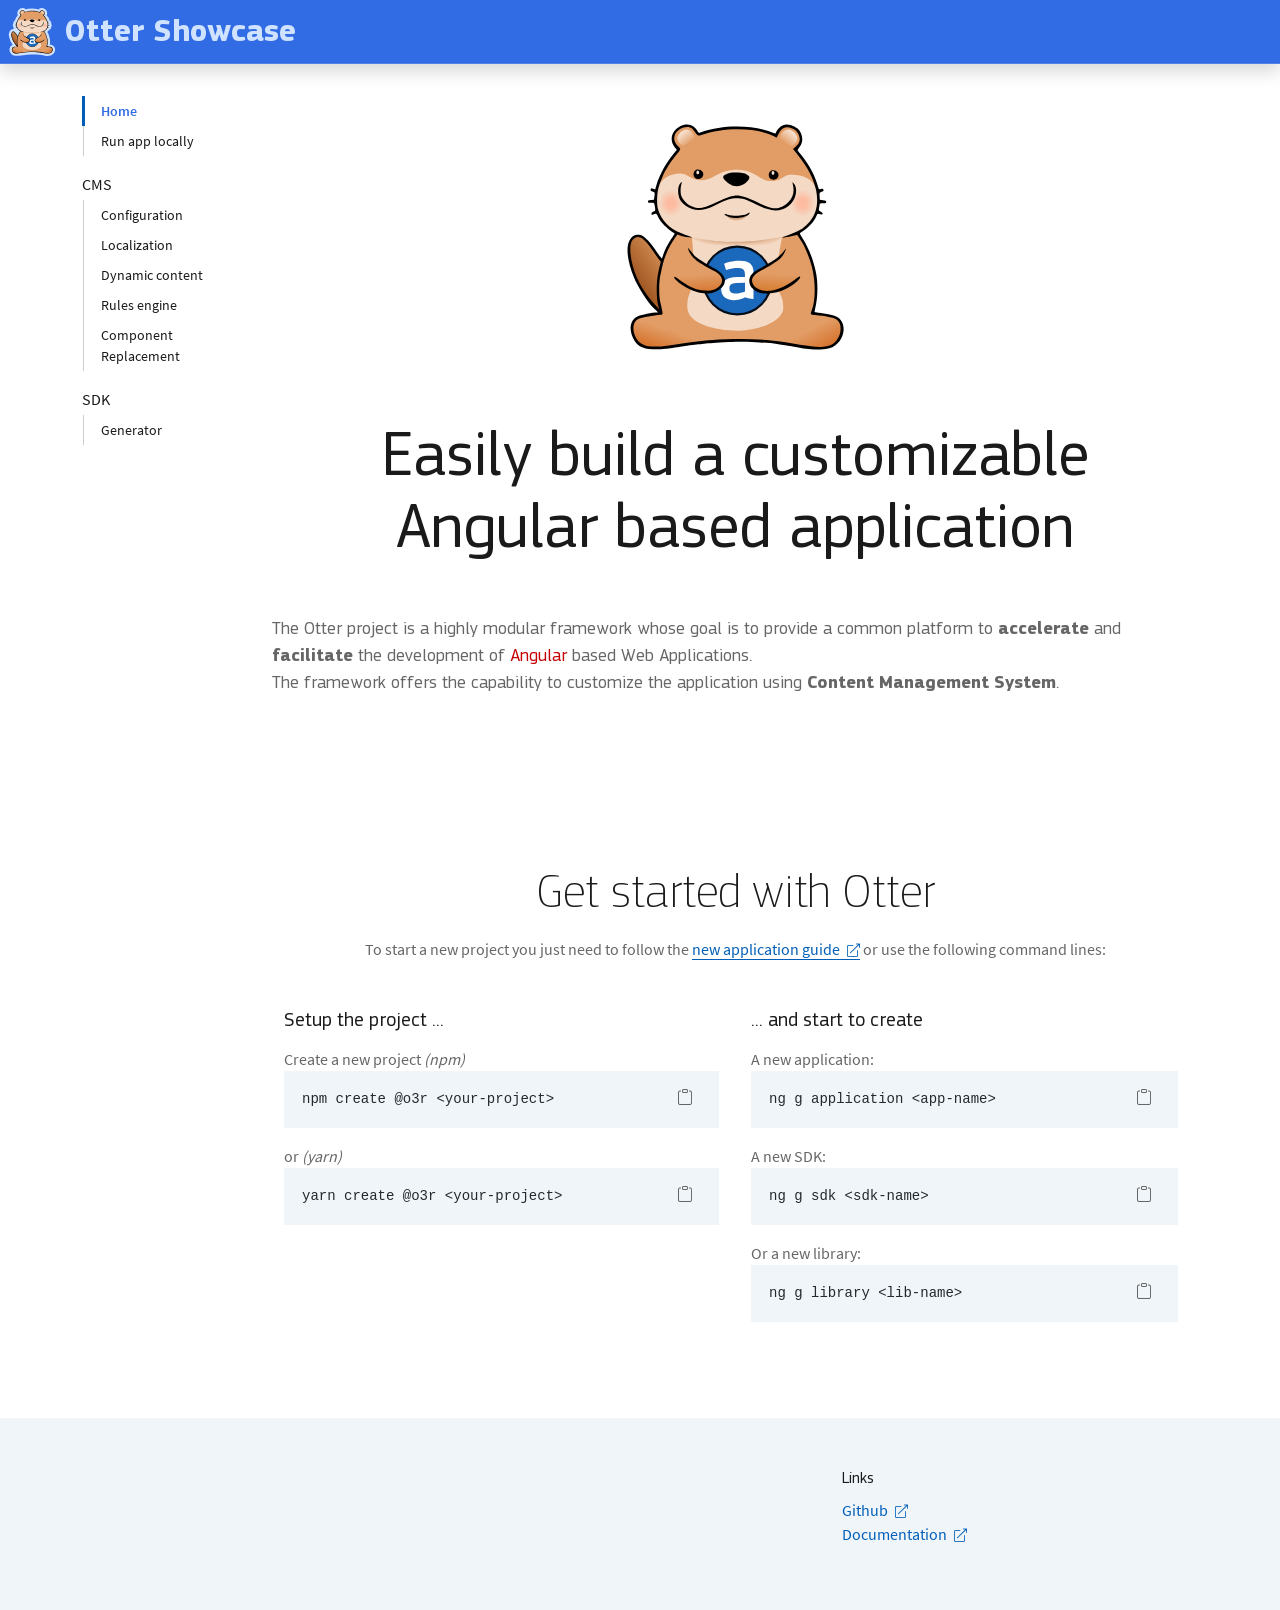 Otter Showcase
Home
Run app locally
CMS
Configuration
Localization
Dynamic content
Rules engine
Component
Replacement
SDK
Generator
a
Easily build a customizable
Angular based application
The Otter project is a highly modular framework whose goal is to provide a common platform to accelerate and
facilitate the development of Angular based Web Applications.
The framework offers the capability to customize the application using Content Management System.
Get started with Otter
To start a new project you just need to follow the new application guide or use the following command lines:
Setup the project ...
Create a new project (npm)
npm create @o3r <your-project>
or (yarn)
yarn create @o3r <your-project>
... and start to create
A new application:
ng g application <app-name>
A new SDK:
ng g sdk <sdk-name>
Or a new library:
ng g library <lib-name>
Links
Github
Documentation